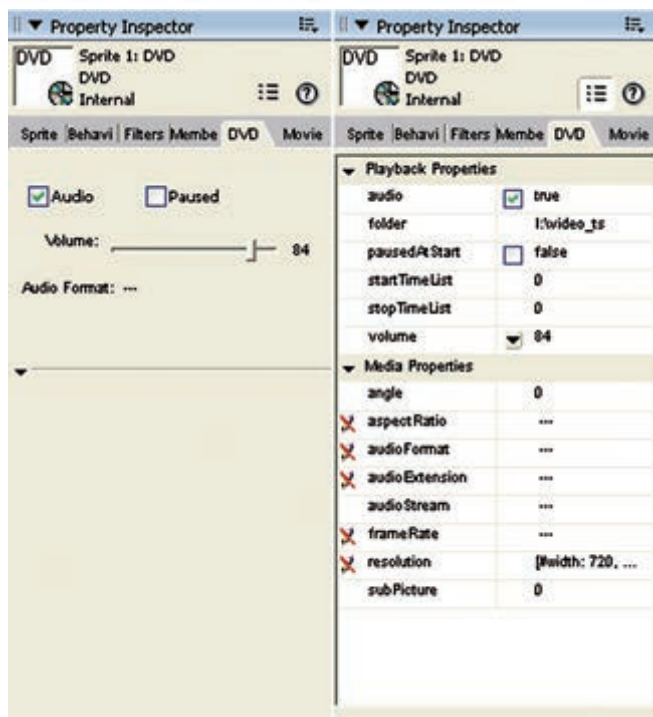 Property Inspector
DVD
Sprite 1: DVD
DVD
Internal
Sprite Behavi Filters Membe DVD Movie
Audio Paused
Volume: 84
Audio Format: ---
Property Inspector
DVD
Sprite 1: DVD
DVD
Internal
Sprite Behavi Filters Membe DVD Movie
Playback Properties
audio true
folder l:\video_ts
pausedAtStart false
startTimeList 0
stopTimeList 0
volume 84
Media Properties
angle 0
aspectRatio ---
audioFormat ---
audioExtension ---
audioStream ---
frameRate ---
resolution [#width: 720, ...
subPicture 0